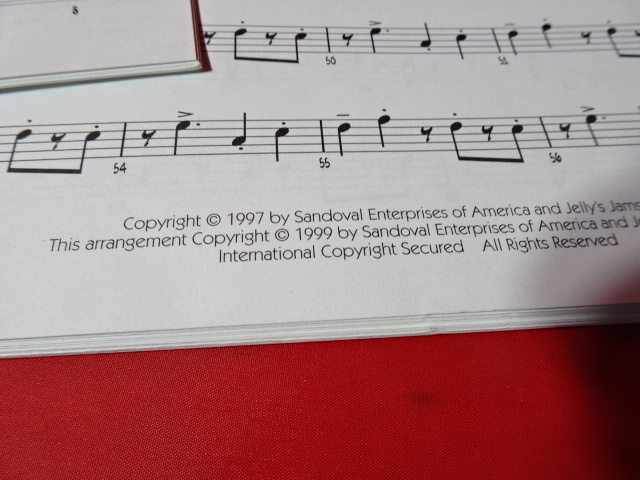 8
50
51
54
55
56
Copyright © 1997 by Sandoval Enterprises of America and Jelly's Jams
This arrangement Copyright © 1999 by Sandoval Enterprises of America and
International Copyright Secured All Rights Reserved